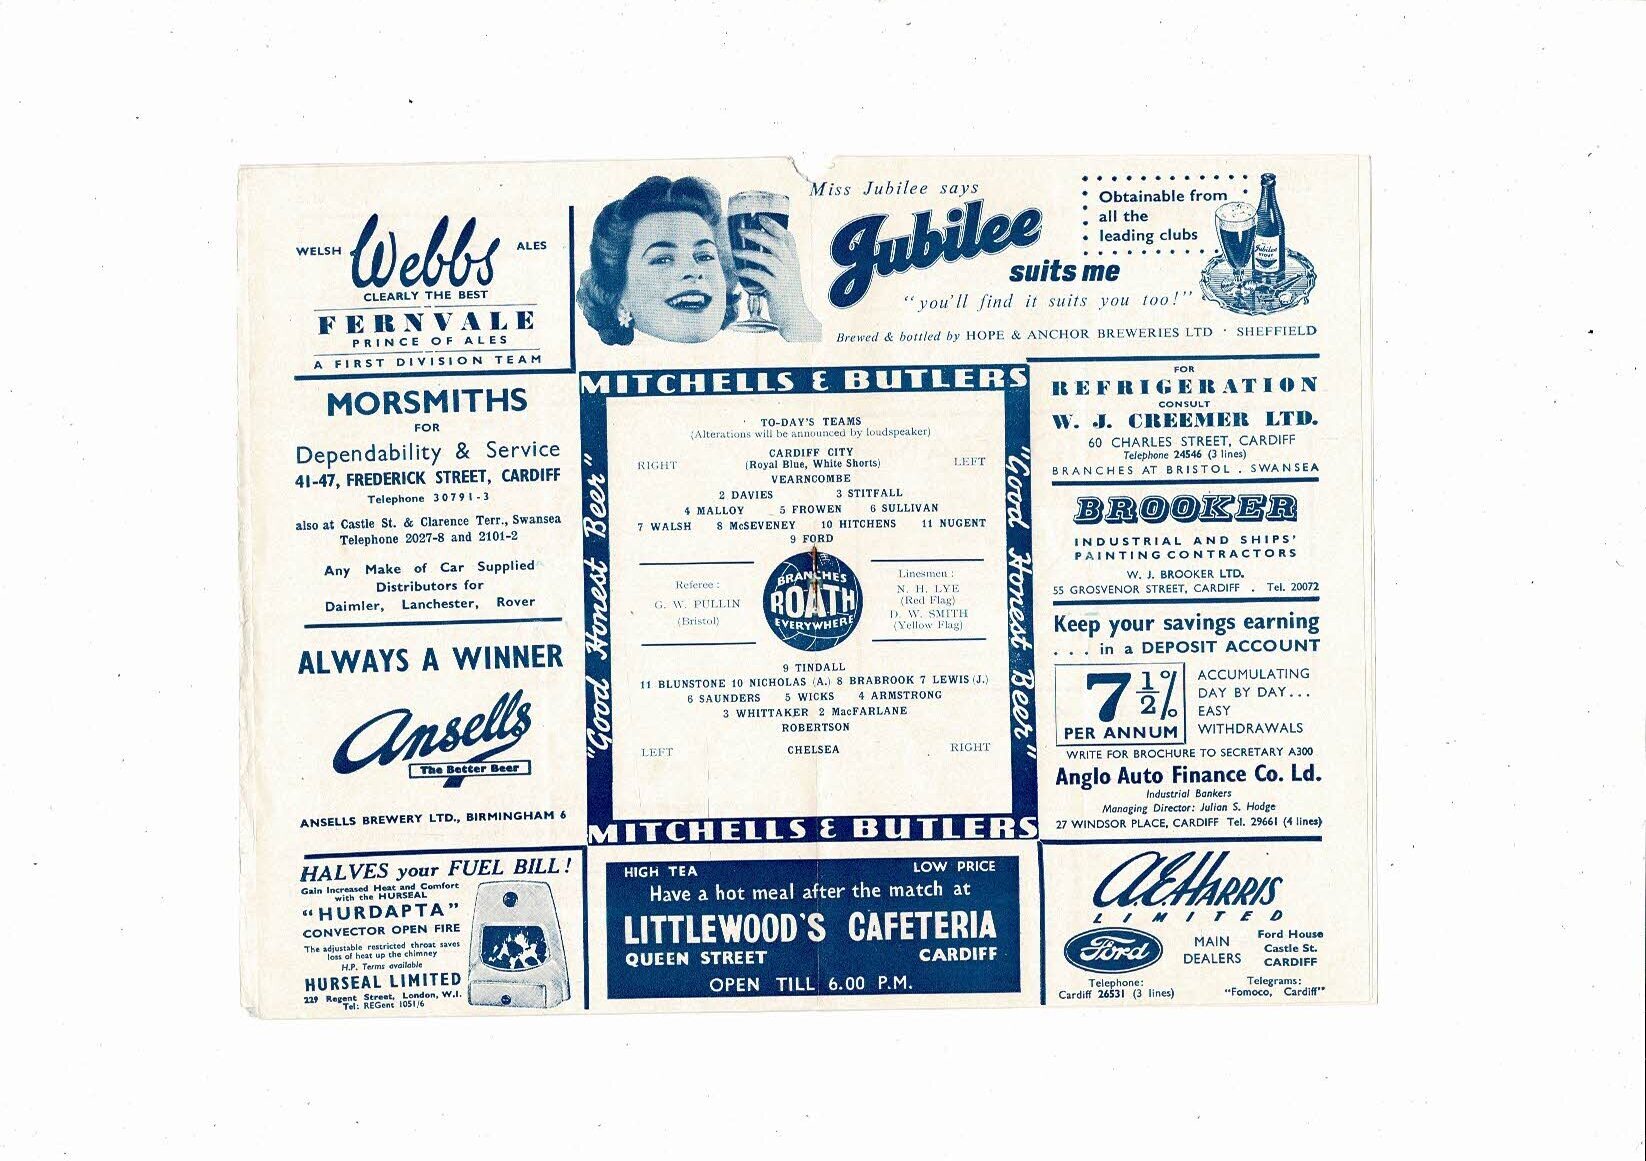 WELSH Webbs ALES
CLEARLY THE BEST
FERNVALE
PRINCE OF ALES
A FIRST DIVISION TEAM
Miss Jubilee says
Jubilee
suits me
"you'll find it suits you too!"
Brewed & bottled by HOPE & ANCHOR BREWERIES LTD · SHEFFIELD
Obtainable from
all the
leading clubs
Jubilee
STOUT
MORSMITHS
FOR
Dependability & Service
41-47, FREDERICK STREET, CARDIFF
Telephone 30791-3
also at Castle St. & Clarence Terr., Swansea
Telephone 2027-8 and 2101-2
Any Make of Car Supplied
Distributors for
Daimler, Lanchester, Rover
ALWAYS A WINNER
Ansells
The Better Beer
ANSELLS BREWERY LTD., BIRMINGHAM 6
HALVES your FUEL BILL!
Gain Increased Heat and Comfort
with the HURSEAL
"HURDAPTA"
CONVECTOR OPEN FIRE
The adjustable restricted throat saves
loss of heat up the chimney
H.P. Terms available
HURSEAL LIMITED
229 Regent Street, London, W.1.
Tel: REGent 1051/6
MITCHELLS & BUTLERS
"Good Honest Beer"
TO-DAY'S TEAMS
(Alterations will be announced by loudspeaker)
CARDIFF CITY
RIGHT (Royal Blue, White Shorts) LEFT
VEARNCOMBE
2 DAVIES 3 STITFALL
4 MALLOY 5 FROWEN 6 SULLIVAN
7 WALSH 8 McSEVENEY 10 HITCHENS 11 NUGENT
9 FORD
Referee :
G. W. PULLIN
(Bristol)
BRANCHES
ROATH
EVERYWHERE
Linesmen :
N. H. LYE
(Red Flag)
D. W. SMITH
(Yellow Flag)
9 TINDALL
11 BLUNSTONE 10 NICHOLAS (A.) 8 BRABROOK 7 LEWIS (J.)
6 SAUNDERS 5 WICKS 4 ARMSTRONG
3 WHITTAKER 2 MacFARLANE
ROBERTSON
LEFT CHELSEA RIGHT
"Good Honest Beer"
MITCHELLS & BUTLERS
HIGH TEA LOW PRICE
Have a hot meal after the match at
LITTLEWOOD'S CAFETERIA
QUEEN STREET CARDIFF
OPEN TILL 6.00 P.M.
FOR
REFRIGERATION
CONSULT
W. J. CREEMER LTD.
60 CHARLES STREET, CARDIFF
Telephone 24546 (3 lines)
BRANCHES AT BRISTOL . SWANSEA
BROOKER
INDUSTRIAL AND SHIPS'
PAINTING CONTRACTORS
W. J. BROOKER LTD.
55 GROSVENOR STREET, CARDIFF . Tel. 20072
Keep your savings earning
. . . in a DEPOSIT ACCOUNT
7 1/2 %
PER ANNUM
ACCUMULATING
DAY BY DAY...
EASY
WITHDRAWALS
WRITE FOR BROCHURE TO SECRETARY A300
Anglo Auto Finance Co. Ld.
Industrial Bankers
Managing Director: Julian S. Hodge
27 WINDSOR PLACE, CARDIFF Tel. 29661 (4 lines)
A.E. HARRIS
LIMITED
Ford
MAIN
DEALERS
Ford House
Castle St.
CARDIFF
Telephone:
Cardiff 26531 (3 lines)
Telegrams:
"Fomoco, Cardiff"